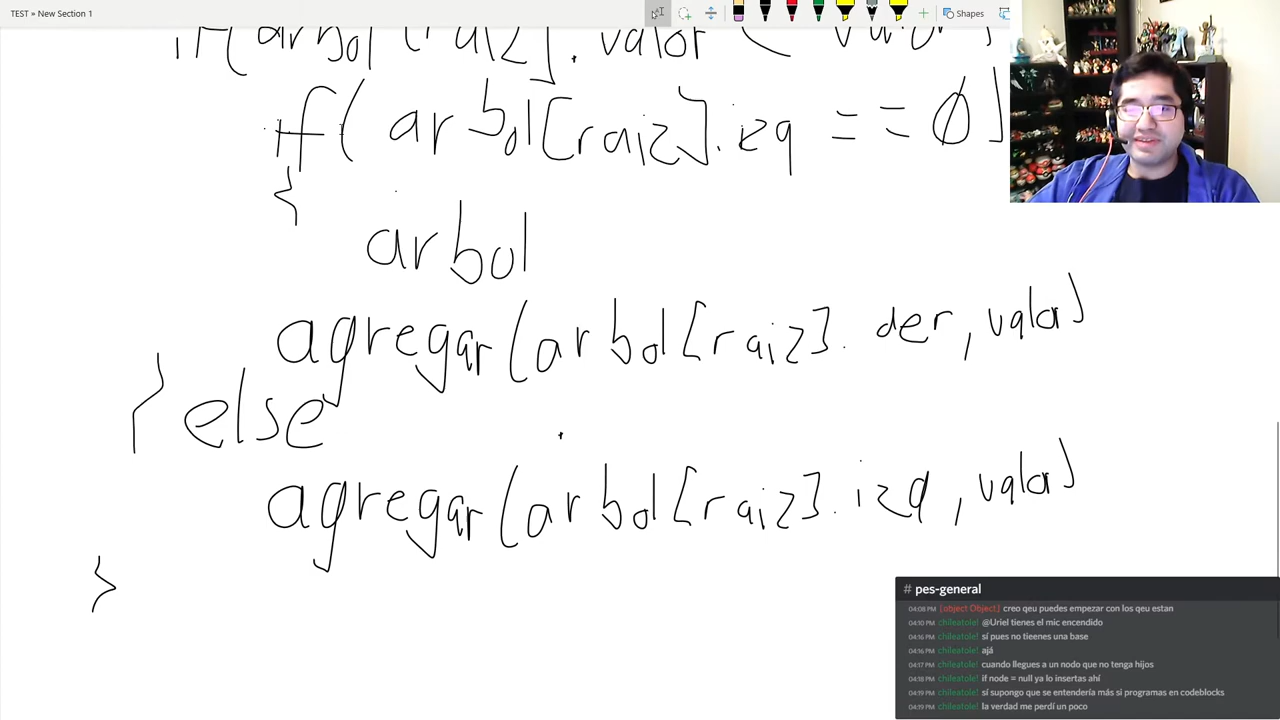 TEST » New Section 1
Shapes
if(arbol[raiz].valor < valor)
if(arbol[raiz].izq == 0)
{
arbol
agregar(arbol[raiz].der,valor)
} else
agregar(arbol[raiz].izq,valor)
}
# pes-general
04:08 PM [object Object] creo qeu puedes empezar con los qeu estan
04:10 PM chileatole! @Uriel tienes el mic encendido
04:16 PM chileatole! sí pues no tieenes una base
04:16 PM chileatole! ajá
04:17 PM chileatole! cuando llegues a un nodo que no tenga hijos
04:18 PM chileatole! if node = null ya lo insertas ahí
04:19 PM chileatole! sí supongo que se entendería más si programas en codeblocks
04:19 PM chileatole! la verdad me perdí un poco